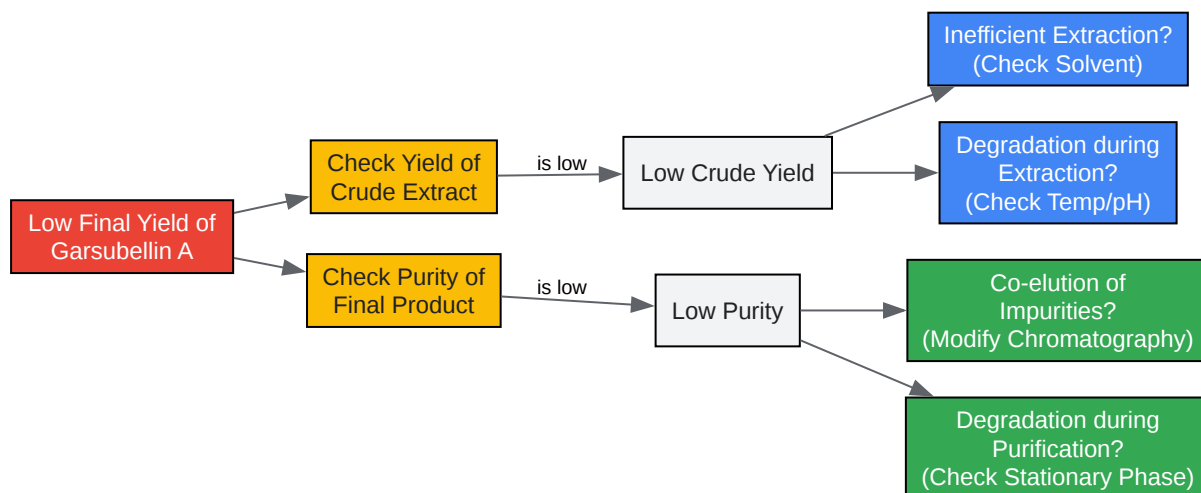 Low Final Yield of
Garsubellin A
Check Yield of
Crude Extract
is low
Low Crude Yield
Inefficient Extraction?
(Check Solvent)
Degradation during
Extraction?
(Check Temp/pH)
Check Purity of
Final Product
is low
Low Purity
Co-elution of
Impurities?
(Modify Chromatography)
Degradation during
Purification?
(Check Stationary Phase)